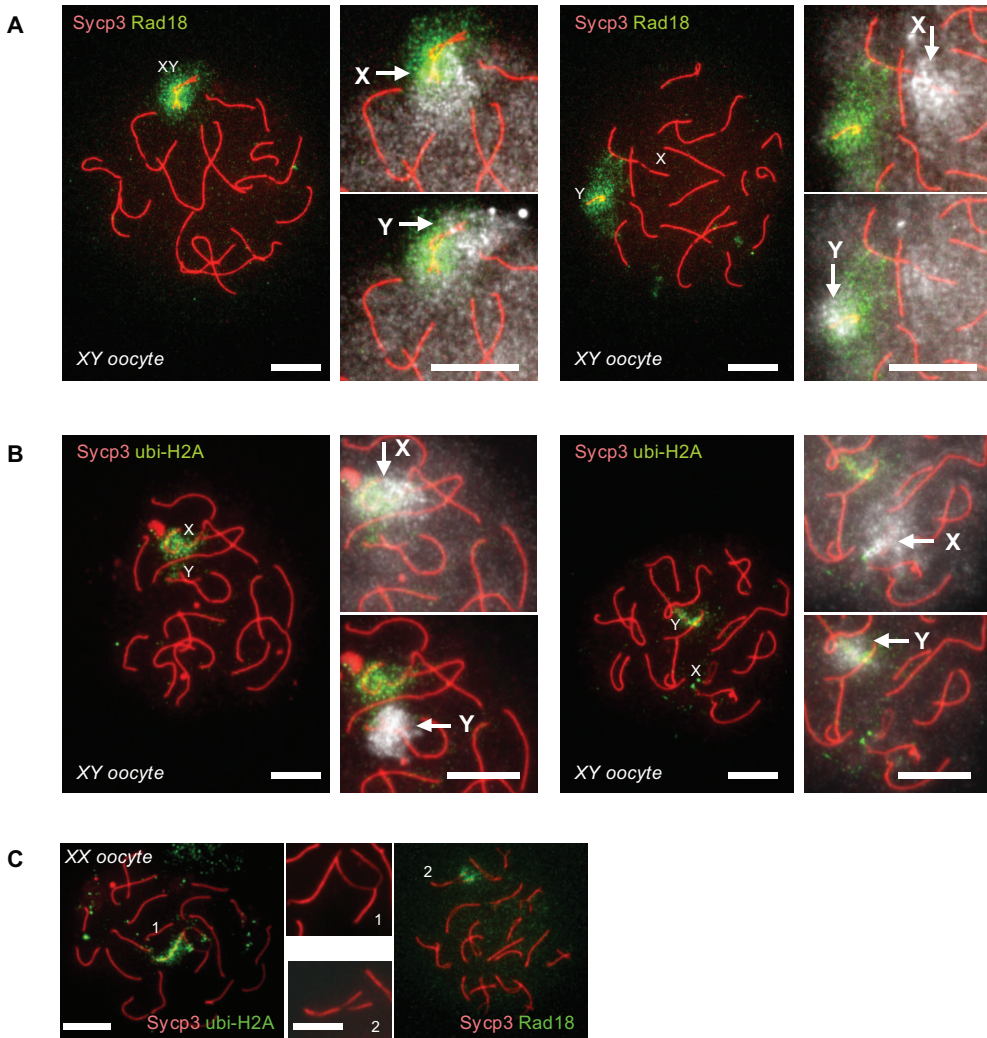 A
Sycp3 Rad18
XY
XY oocyte
X
Y
Sycp3 Rad18
X
Y
XY oocyte
X
Y
B
Sycp3 ubi-H2A
X
Y
XY oocyte
X
Y
Sycp3 ubi-H2A
Y
X
XY oocyte
X
Y
C
XX oocyte
1
Sycp3 ubi-H2A
1
2
2
Sycp3 Rad18